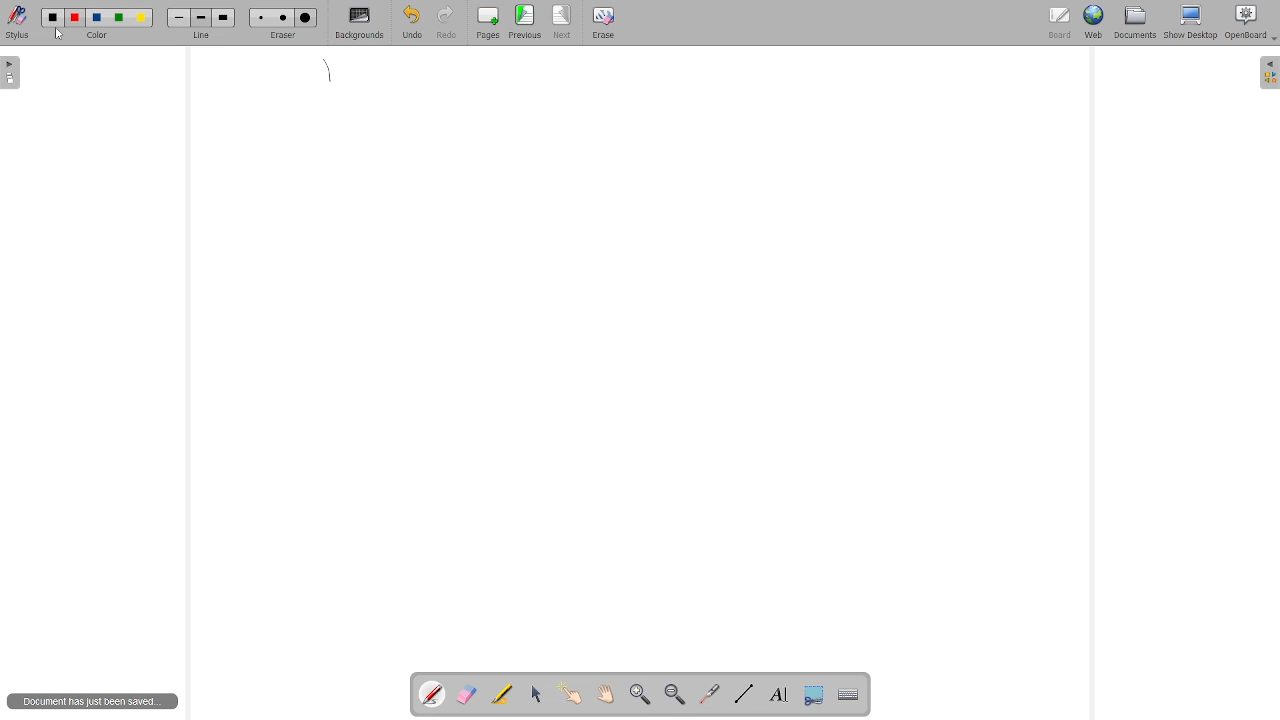 Stylus Color Line Eraser Backgrounds Undo Redo Pages Previous Next Erase Board Web Documents Show Desktop OpenBoard
Document has just been saved...
AI